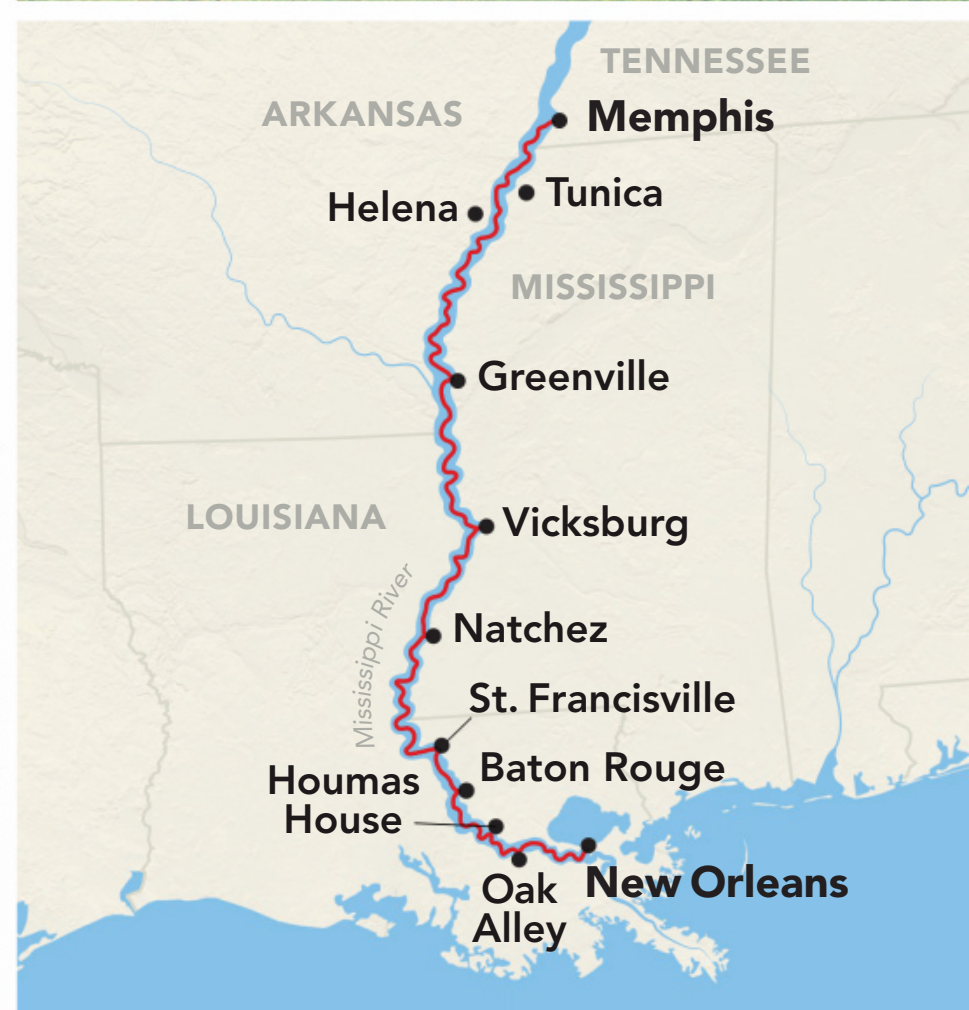 TENNESSEE
ARKANSAS
Memphis
Tunica
Helena
MISSISSIPPI
Greenville
LOUISIANA
Vicksburg
Mississippi River
Natchez
St. Francisville
Baton Rouge
Houmas
House
New Orleans
Oak
Alley